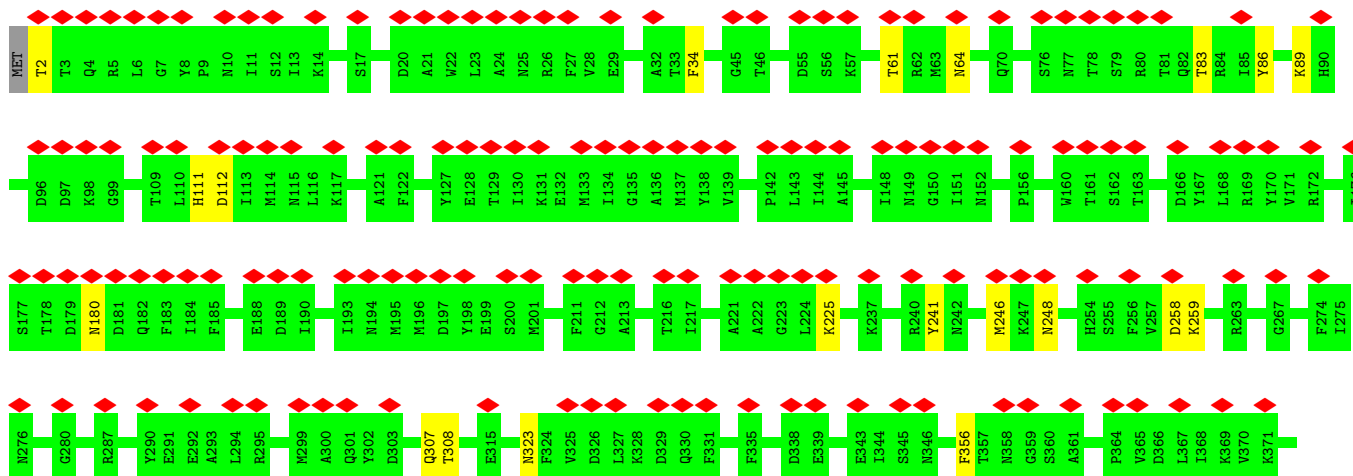 MET T2 T3 Q4 R5 L6 G7 Y8 P9 N10 I11 S12 I13 K14 S17 D20 A21 W22 L23 A24 N25 R26 F27 V28 E29 A32 T33 F34 G45 T46 D55 S56 K57 T61 R62 M63 N64 Q70 S76 N77 T78 S79 R80 T81 Q82 T83 R84 I85 Y86 K89 H90
D96 D97 K98 G99 T109 L110 H111 D112 I113 M114 N115 L116 K117 A121 F122 Y127 E128 T129 I130 K131 E132 M133 I134 G135 A136 M137 Y138 V139 P142 L143 I144 A145 I148 N149 G150 I151 N152 P156 W160 T161 S162 T163 D166 Y167 L168 R169 Y170 V171 R172
S177 T178 D179 N180 D181 Q182 F183 I184 F185 E188 D189 I190 I193 N194 M195 M196 D197 Y198 E199 S200 M201 F211 G212 A213 T216 I217 A221 A222 G223 L224 K225 K237 R240 Y241 N242 M246 K247 N248 H254 S255 F256 V257 D258 K259 R263 G267 F274 I275
N276 G280 R287 Y290 E291 E292 A293 L294 R295 M299 A300 Q301 Y302 D303 Q307 T308 E315 N323 F324 V325 D326 L327 K328 D329 Q330 F331 F335 D338 E339 E343 I344 S345 N346 F356 T357 N358 G359 S360 A361 P364 V365 D366 L367 I368 K369 V370 K371